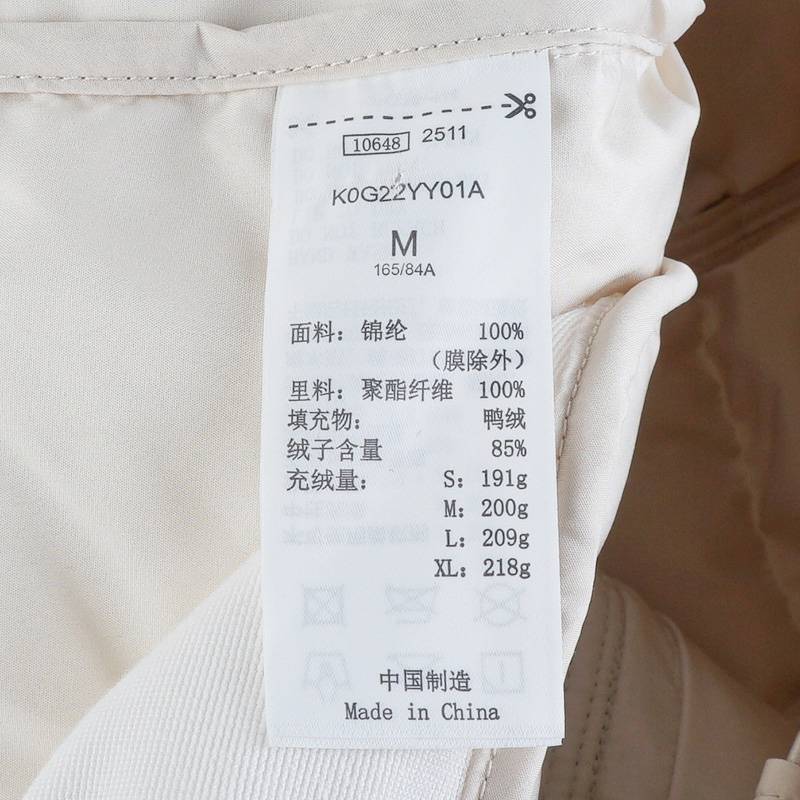 10648 2511
K0G22YY01A
M
165/84A
面料：锦纶 100%
（膜除外）
里料：聚酯纤维 100%
填充物： 鸭绒
绒子含量 85%
充绒量： S：191g
M：200g
L：209g
XL：218g
中国制造
Made in China